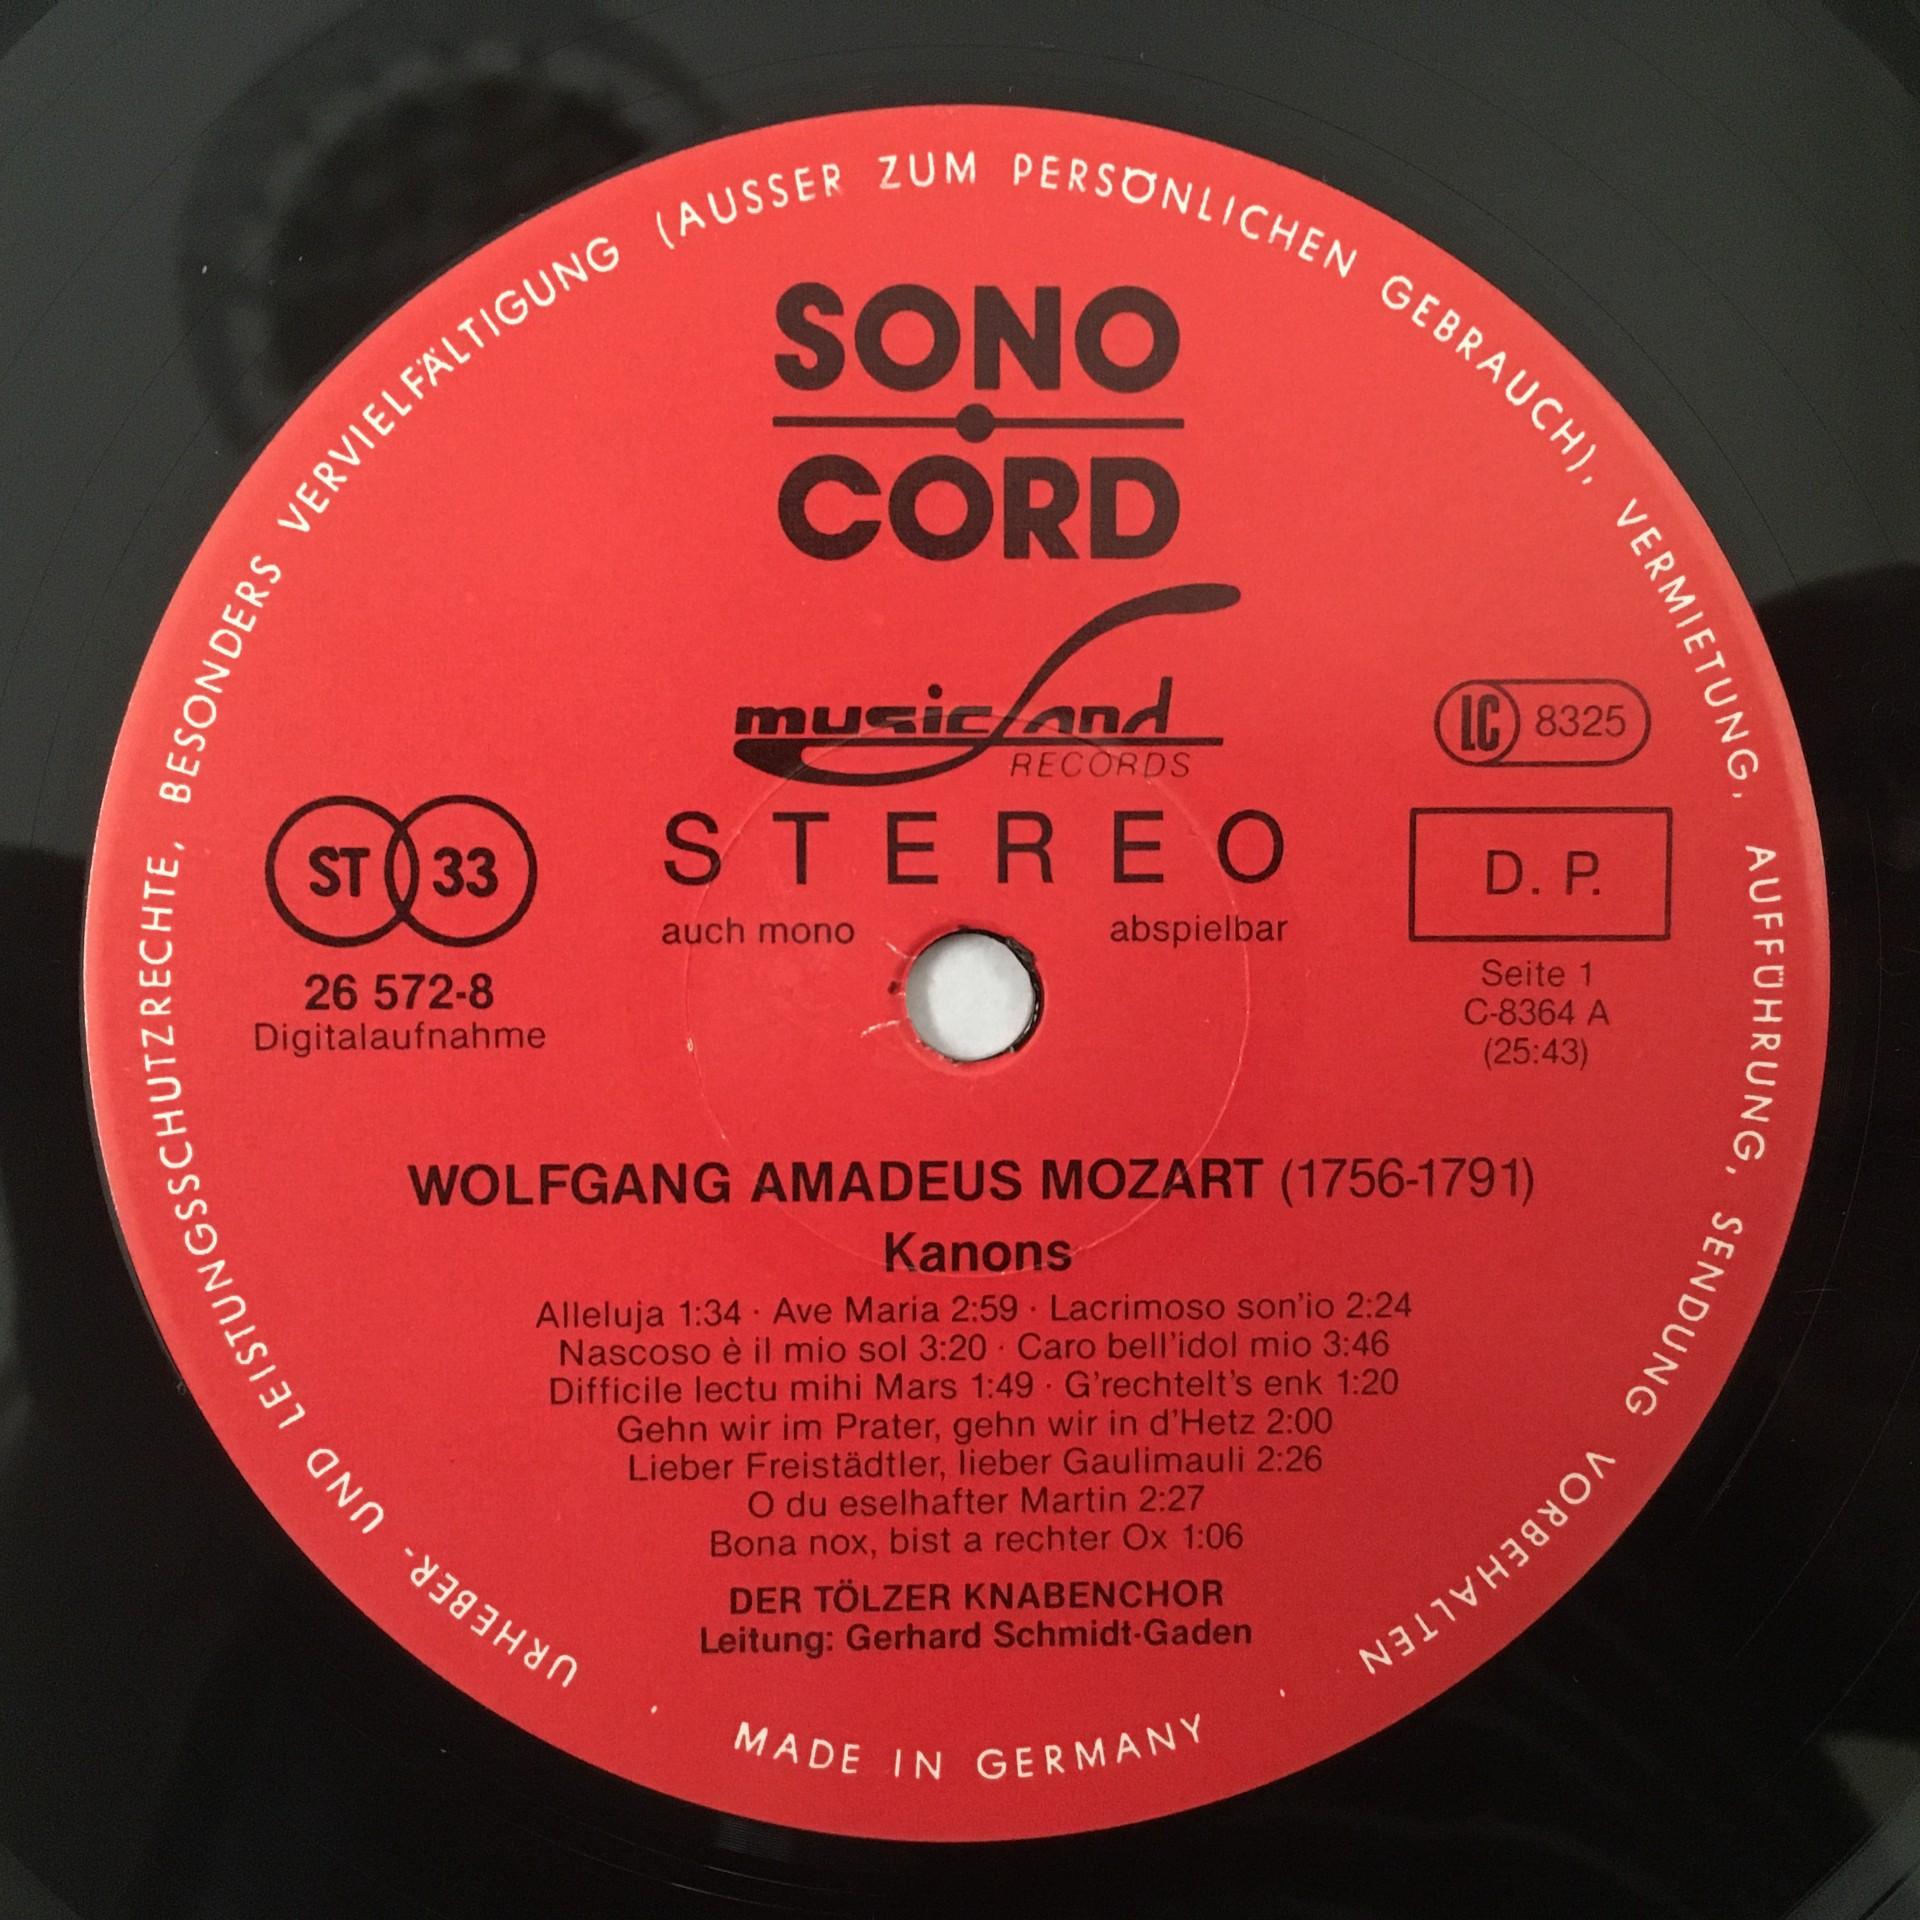 URHEBER- UND LEISTUNGSSCHUTZRECHTE, BESONDERS VERVIELFÄLTIGUNG (AUSSER ZUM PERSÖNLICHEN GEBRAUCH), VERMIETUNG, AUFFÜHRUNG, SENDUNG VORBEHALTEN
SONO
CORD
musicland
RECORDS
LC 8325
STEREO
auch mono abspielbar
ST 33
26 572-8
Digitalaufnahme
D. P.
Seite 1
C-8364 A
(25:43)
WOLFGANG AMADEUS MOZART (1756-1791)
Kanons
Alleluja 1:34 · Ave Maria 2:59 · Lacrimoso son'io 2:24
Nascoso è il mio sol 3:20 · Caro bell'idol mio 3:46
Difficile lectu mihi Mars 1:49 · G'rechtelt's enk 1:20
Gehn wir im Prater, gehn wir in d'Hetz 2:00
Lieber Freistädtler, lieber Gaulimauli 2:26
O du eselhafter Martin 2:27
Bona nox, bist a rechter Ox 1:06
DER TÖLZER KNABENCHOR
Leitung: Gerhard Schmidt-Gaden
· MADE IN GERMANY ·